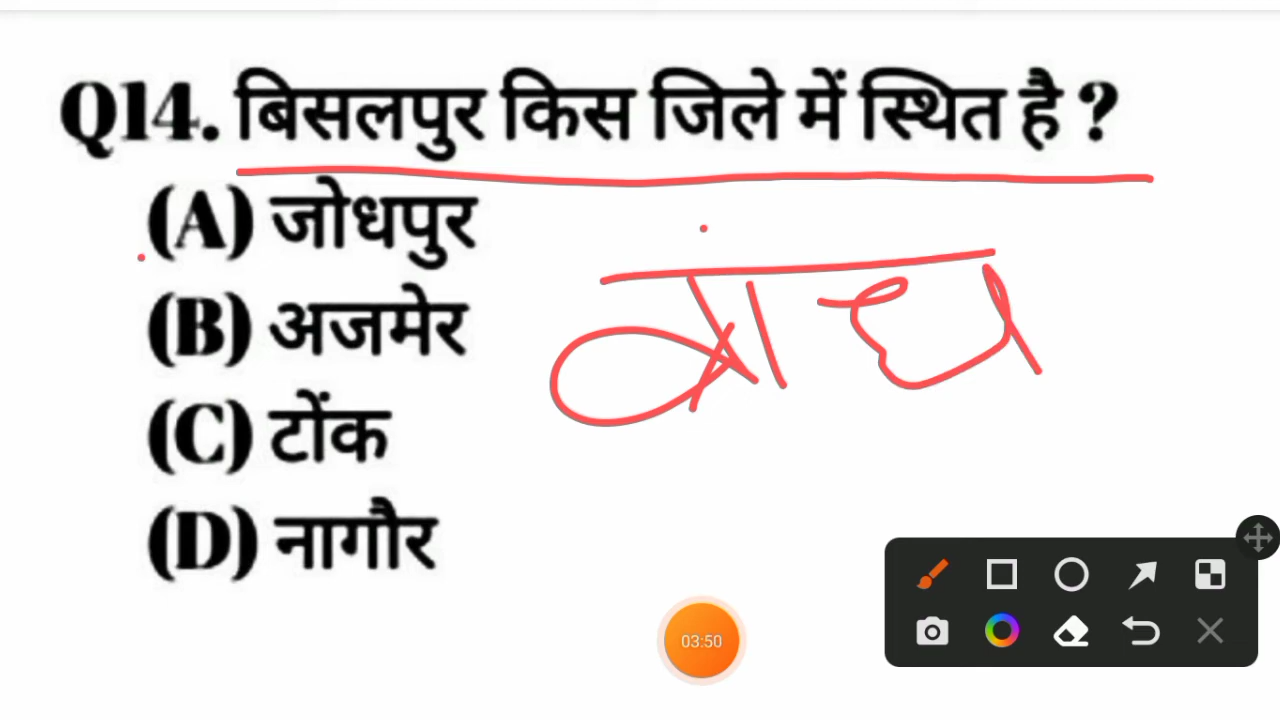 Q14. बिसलपुर किस जिले में स्थित है ?
(A) जोधपुर
बांध
(B) अजमेर
(C) टोंक
(D) नागौर
03:50